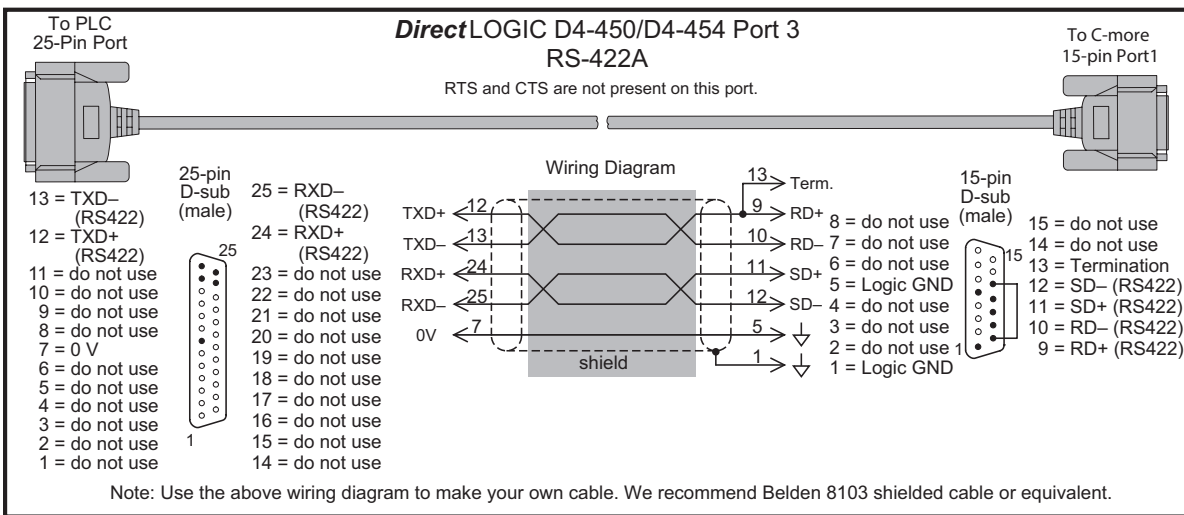 To PLC
25-Pin Port
DirectLOGIC D4-450/D4-454 Port 3
RS-422A
RTS and CTS are not present on this port.
To C-more
15-pin Port1
13 = TXD–
(RS422)
12 = TXD+
(RS422)
11 = do not use
10 = do not use
9 = do not use
8 = do not use
7 = 0 V
6 = do not use
5 = do not use
4 = do not use
3 = do not use
2 = do not use
1 = do not use
25-pin
D-sub
(male)
25
1
25 = RXD–
(RS422)
24 = RXD+
(RS422)
23 = do not use
22 = do not use
21 = do not use
20 = do not use
19 = do not use
18 = do not use
17 = do not use
16 = do not use
15 = do not use
14 = do not use
Wiring Diagram
13 Term.
TXD+ 12 9 RD+
TXD– 13 10 RD–
RXD+ 24 11 SD+
RXD– 25 12 SD–
0V 7 5
shield 1
8 = do not use
7 = do not use
6 = do not use
5 = Logic GND
4 = do not use
3 = do not use
2 = do not use
1 = Logic GND
15-pin
D-sub
(male)
15
1
15 = do not use
14 = do not use
13 = Termination
12 = SD– (RS422)
11 = SD+ (RS422)
10 = RD– (RS422)
9 = RD+ (RS422)
Note: Use the above wiring diagram to make your own cable. We recommend Belden 8103 shielded cable or equivalent.